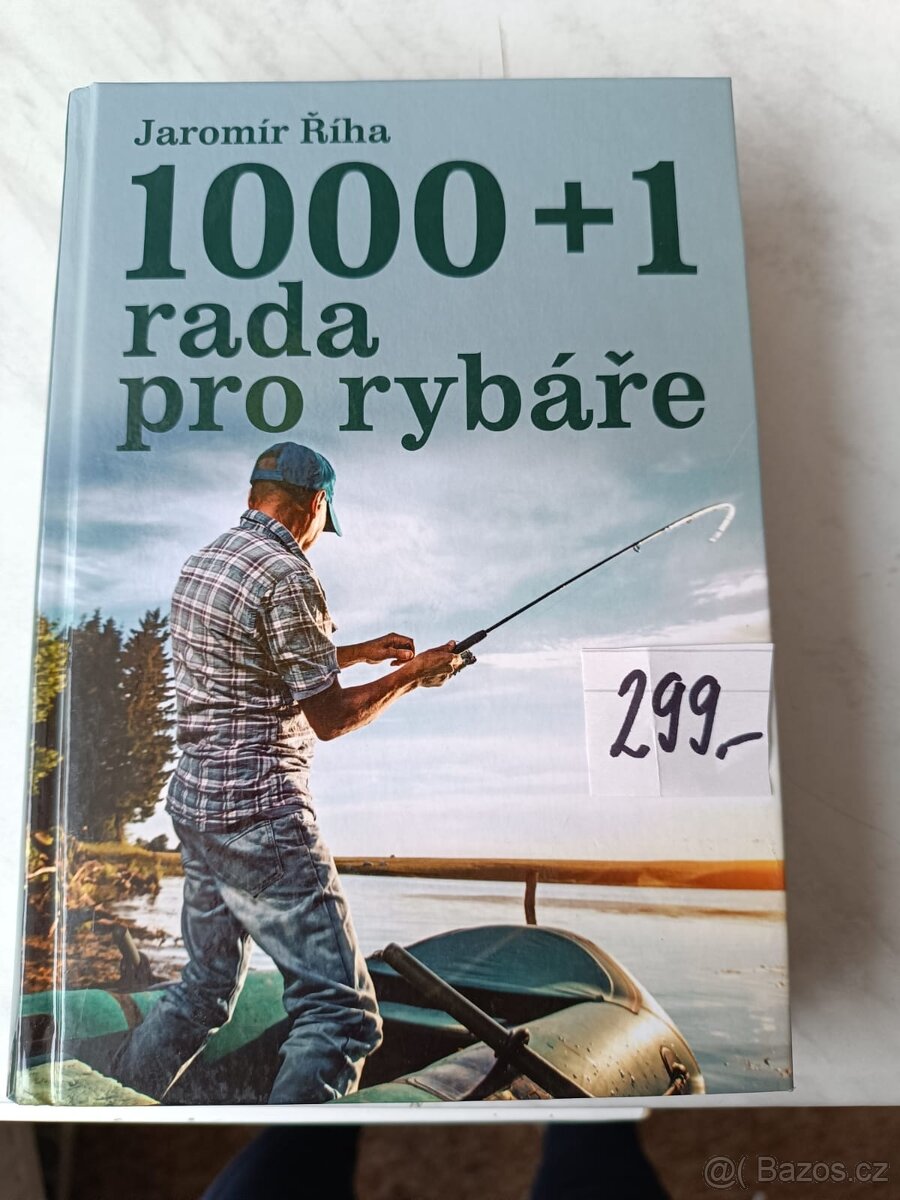 Jaromír Říha
1000+1
rada
pro rybáře
299,-
@( Bazos.cz